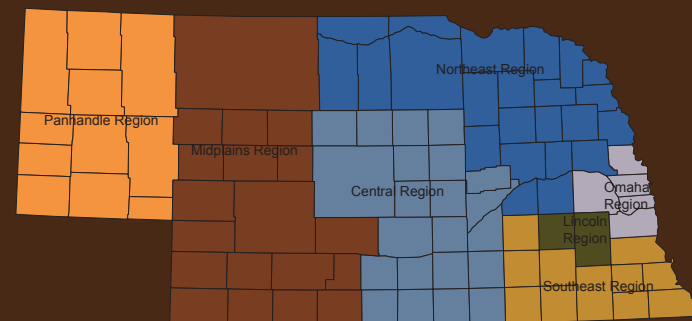 Northeast Region
Panhandle Region
Midplains Region
Central Region
Omaha
Region
Lincoln
Region
Southeast Region